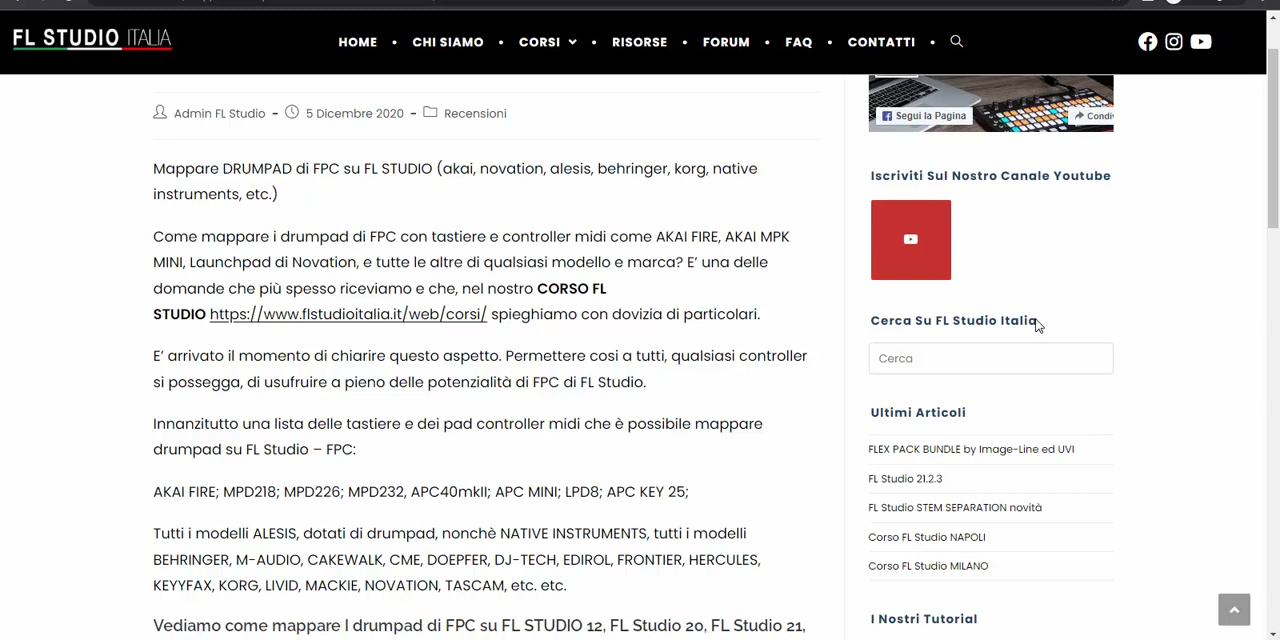 FL STUDIO ITALIA
HOME • CHI SIAMO • CORSI • RISORSE • FORUM • FAQ • CONTATTI •
Admin FL Studio - 5 Dicembre 2020 - Recensioni
Mappare DRUMPAD di FPC su FL STUDIO (akai, novation, alesis, behringer, korg, native
instruments, etc.)
Come mappare i drumpad di FPC con tastiere e controller midi come AKAI FIRE, AKAI MPK
MINI, Launchpad di Novation, e tutte le altre di qualsiasi modello e marca? E’ una delle
domande che più spesso riceviamo e che, nel nostro CORSO FL
STUDIO https://www.flstudioitalia.it/web/corsi/ spieghiamo con dovizia di particolari.
E’ arrivato il momento di chiarire questo aspetto. Permettere cosi a tutti, qualsiasi controller
si possegga, di usufruire a pieno delle potenzialità di FPC di FL Studio.
Innanzitutto una lista delle tastiere e dei pad controller midi che è possibile mappare
drumpad su FL Studio – FPC:
AKAI FIRE; MPD218; MPD226; MPD232, APC40mkII; APC MINI; LPD8; APC KEY 25;
Tutti i modelli ALESIS, dotati di drumpad, nonchè NATIVE INSTRUMENTS, tutti i modelli
BEHRINGER, M-AUDIO, CAKEWALK, CME, DOEPFER, DJ-TECH, EDIROL, FRONTIER, HERCULES,
KEYYFAX, KORG, LIVID, MACKIE, NOVATION, TASCAM, etc. etc.
Vediamo come mappare I drumpad di FPC su FL STUDIO 12, FL Studio 20, FL Studio 21,
Segui la Pagina
Condiv
Iscriviti Sul Nostro Canale Youtube
Cerca Su FL Studio Italia
Cerca
Ultimi Articoli
FLEX PACK BUNDLE by Image-Line ed UVI
FL Studio 21.2.3
FL Studio STEM SEPARATION novità
Corso FL Studio NAPOLI
Corso FL Studio MILANO
I Nostri Tutorial